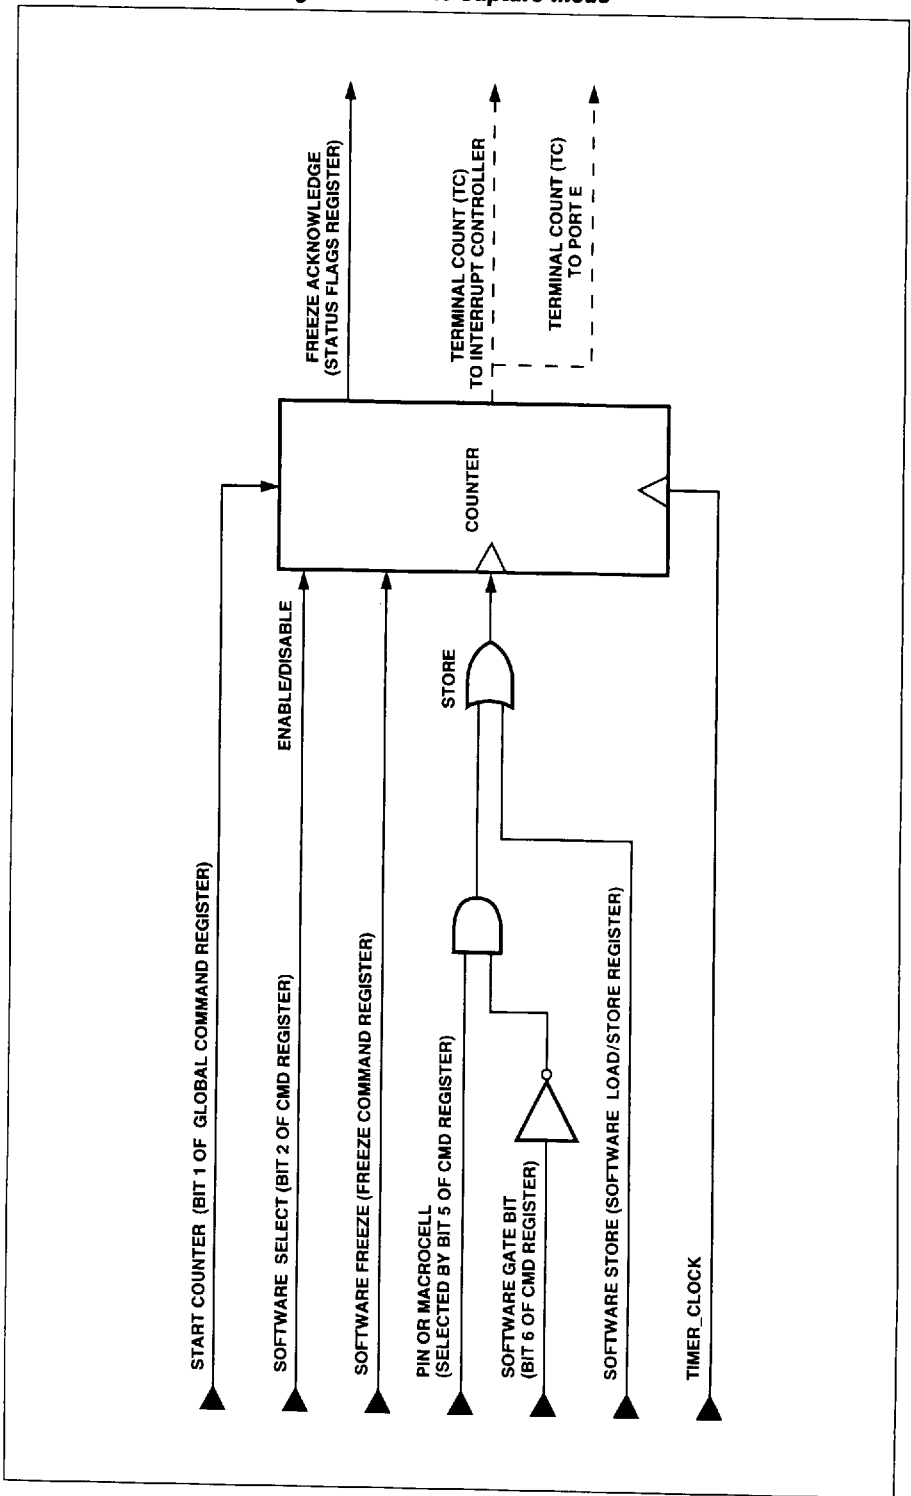 Capture Mode
START COUNTER (BIT 1 OF GLOBAL COMMAND REGISTER)
SOFTWARE SELECT (BIT 2 OF CMD REGISTER)
ENABLE/DISABLE
SOFTWARE FREEZE (FREEZE COMMAND REGISTER)
PIN OR MACROCELL
(SELECTED BY BIT 5 OF CMD REGISTER)
SOFTWARE GATE BIT
(BIT 6 OF CMD REGISTER)
SOFTWARE STORE (SOFTWARE LOAD/STORE REGISTER)
TIMER_CLOCK
STORE
COUNTER
FREEZE ACKNOWLEDGE
(STATUS FLAGS REGISTER)
TERMINAL COUNT (TC)
TO INTERRUPT CONTROLLER
TERMINAL COUNT (TC)
TO PORT E